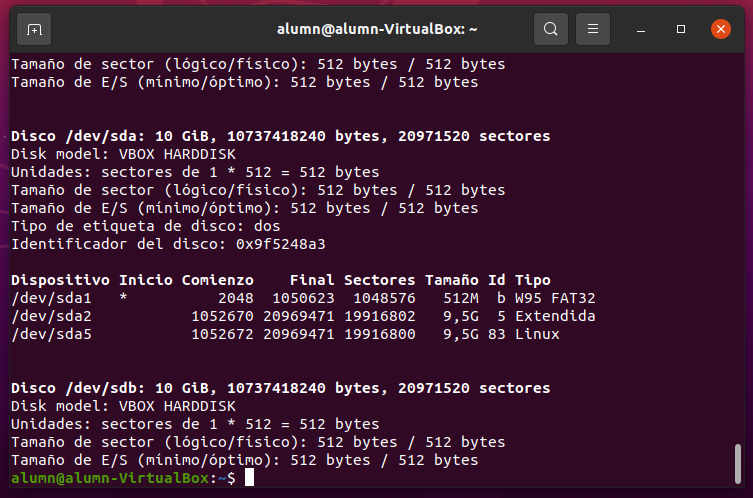 alumn@alumn-VirtualBox: ~
Tamaño de sector (lógico/físico): 512 bytes / 512 bytes
Tamaño de E/S (mínimo/óptimo): 512 bytes / 512 bytes
Disco /dev/sda: 10 GiB, 10737418240 bytes, 20971520 sectores
Disk model: VBOX HARDDISK
Unidades: sectores de 1 * 512 = 512 bytes
Tamaño de sector (lógico/físico): 512 bytes / 512 bytes
Tamaño de E/S (mínimo/óptimo): 512 bytes / 512 bytes
Tipo de etiqueta de disco: dos
Identificador del disco: 0x9f5248a3
Dispositivo Inicio Comienzo    Final Sectores Tamaño Id Tipo
/dev/sda1   *          2048  1050623  1048576   512M  b W95 FAT32
/dev/sda2           1052670 20969471 19916802   9,5G  5 Extendida
/dev/sda5           1052672 20969471 19916800   9,5G 83 Linux
Disco /dev/sdb: 10 GiB, 10737418240 bytes, 20971520 sectores
Disk model: VBOX HARDDISK
Unidades: sectores de 1 * 512 = 512 bytes
Tamaño de sector (lógico/físico): 512 bytes / 512 bytes
Tamaño de E/S (mínimo/óptimo): 512 bytes / 512 bytes
alumn@alumn-VirtualBox:~$